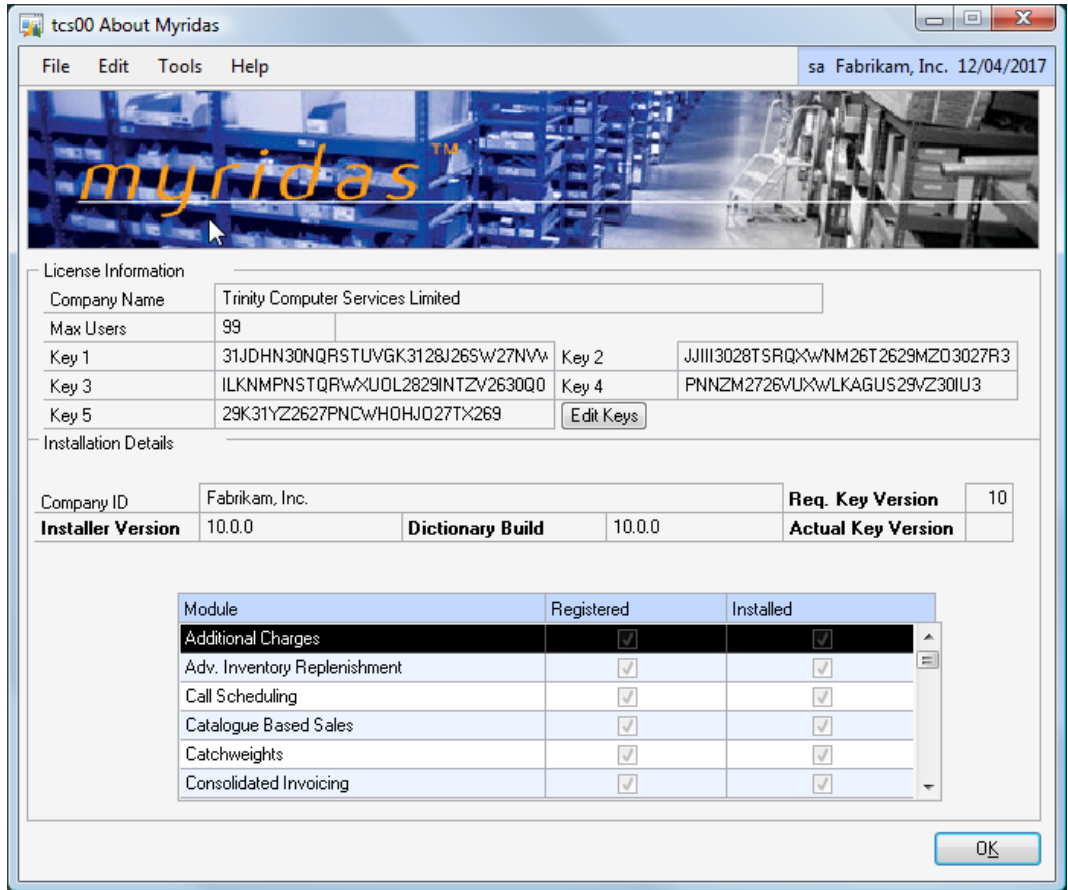 tcs00 About Myridas
File Edit Tools Help sa Fabrikam, Inc. 12/04/2017
myridas™
License Information
Company Name Trinity Computer Services Limited
Max Users 99
Key 1 31JDHN30NQRSTUVGK3128J26SW27NVW Key 2 JJIII3028TSRQXWNM26T2629MZO3027R3
Key 3 ILKNMPNSTQRWXUOL2829INTZV2630Q0 Key 4 PNNZM2726VUXWLKAGUS29VZ30IU3
Key 5 29K31YZ2627PNCWHOHJO27TX269 Edit Keys
Installation Details
Company ID Fabrikam, Inc. Req. Key Version 10
Installer Version 10.0.0 Dictionary Build 10.0.0 Actual Key Version
Module Registered Installed
Additional Charges
Adv. Inventory Replenishment
Call Scheduling
Catalogue Based Sales
Catchweights
Consolidated Invoicing
OK